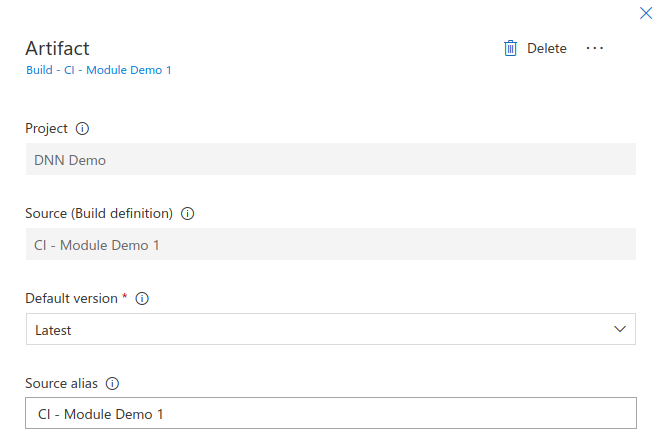 Artifact
Delete ···
Build - CI - Module Demo 1
Project
DNN Demo
Source (Build definition)
CI - Module Demo 1
Default version *
Latest
Source alias
CI - Module Demo 1